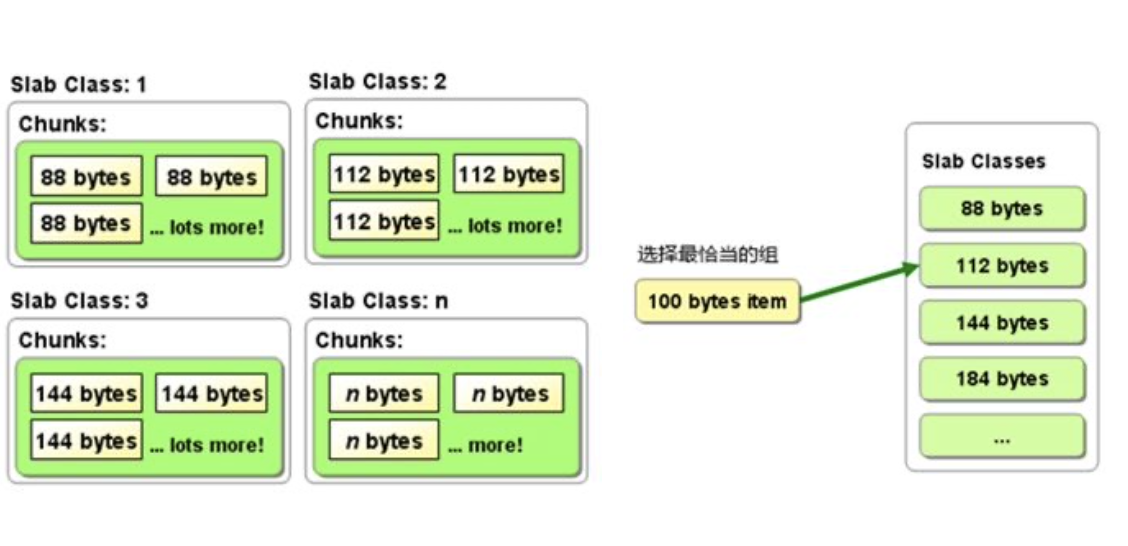 Slab Class: 1
Chunks:
88 bytes 88 bytes
88 bytes ... lots more!
Slab Class: 2
Chunks:
112 bytes 112 bytes
112 bytes ... lots more!
Slab Class: 3
Chunks:
144 bytes 144 bytes
144 bytes ... lots more!
Slab Class: n
Chunks:
n bytes n bytes
n bytes ... more!
选择最恰当的组
100 bytes item
Slab Classes
88 bytes
112 bytes
144 bytes
184 bytes
...